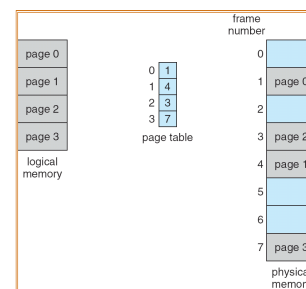 frame
number
page 0
page 1
page 2
page 3
logical
memory
0 1
1 4
2 3
3 7
page table
0
1 page 0
2
3 page 2
4 page 1
5
6
7 page 3
physica
memor